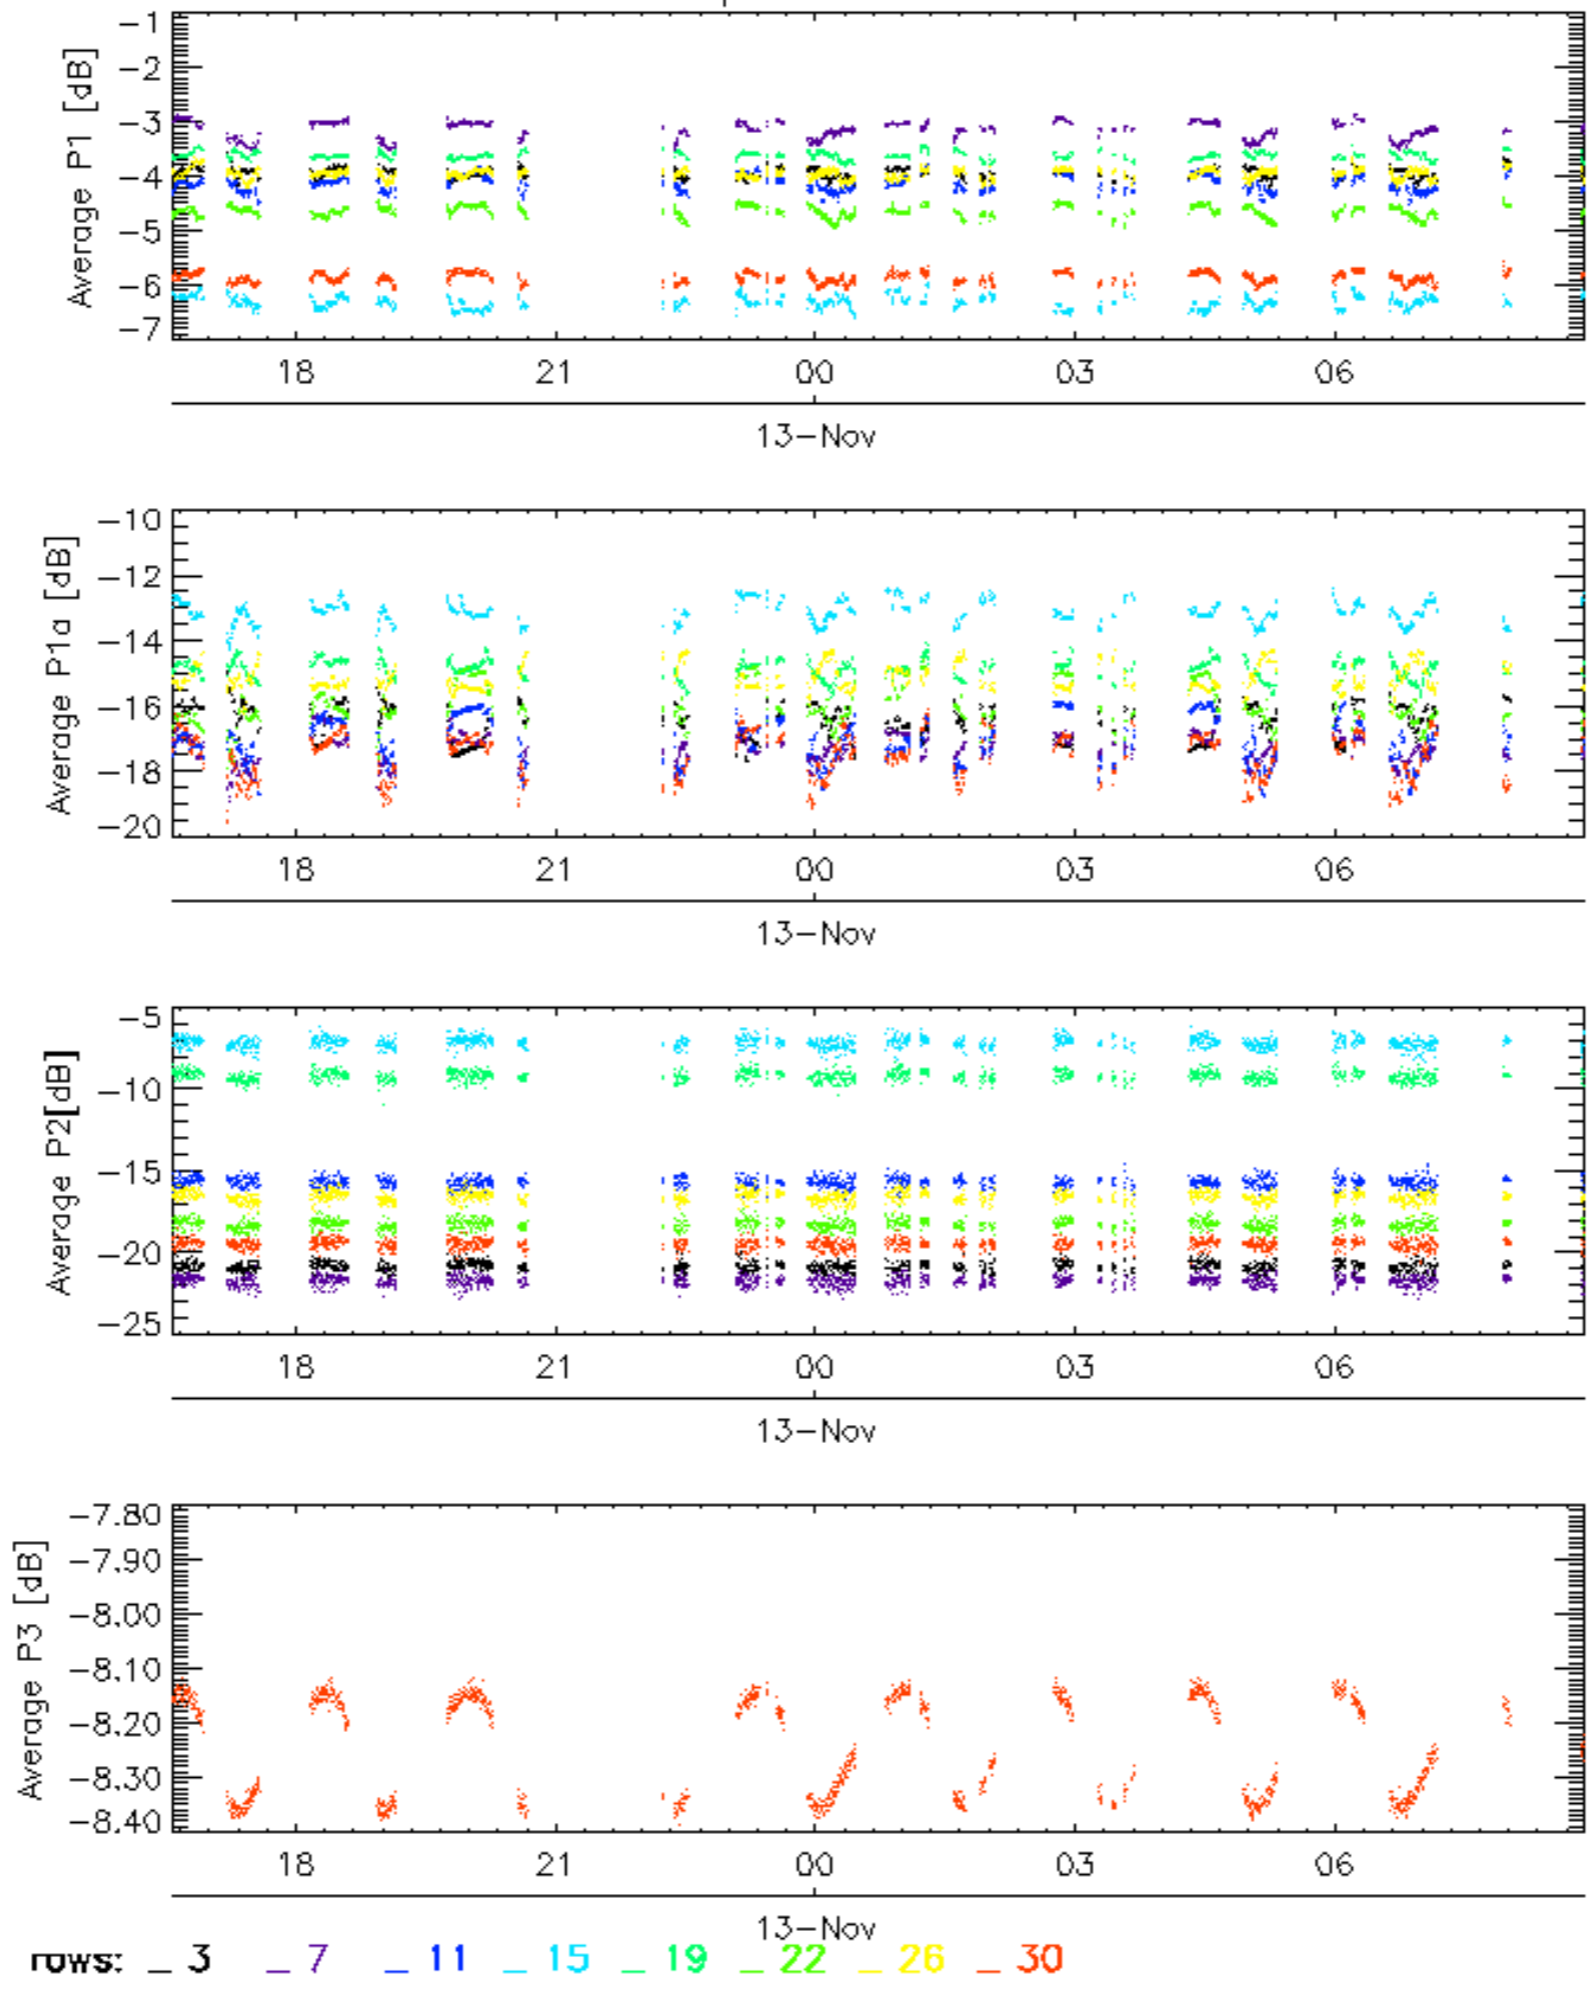 Average P1 [dB]
−1
−2
−3
−4
−5
−6
−7
18 21 00 03 06
13−Nov
Average P1a [dB]
−10
−12
−14
−16
−18
−20
18 21 00 03 06
13−Nov
Average P2[dB]
−5
−10
−15
−20
−25
18 21 00 03 06
13−Nov
Average P3 [dB]
−7.80
−7.90
−8.00
−8.10
−8.20
−8.30
−8.40
18 21 00 03 06
13−Nov
rows: _ 3 _ 7 _ 11 _ 15 _ 19 _ 22 _ 26 _ 30